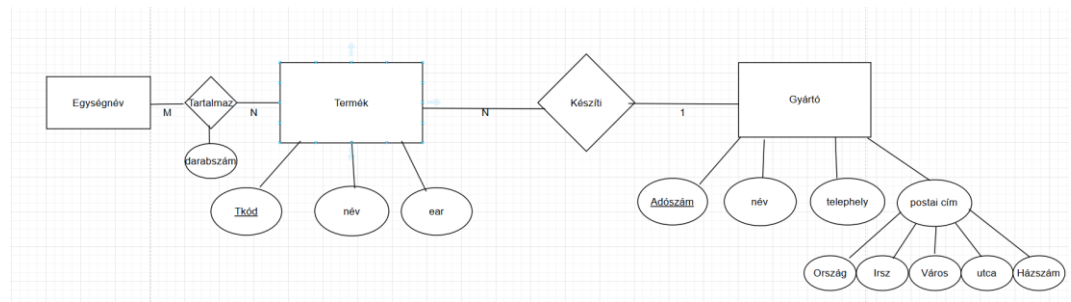 Egységnév
M
Tartalmaz
N
darabszám
Termék
Tkód
név
ear
N
Készíti
1
Gyártó
Adószám
név
telephely
postai cím
Ország
Irsz
Város
utca
Házszám